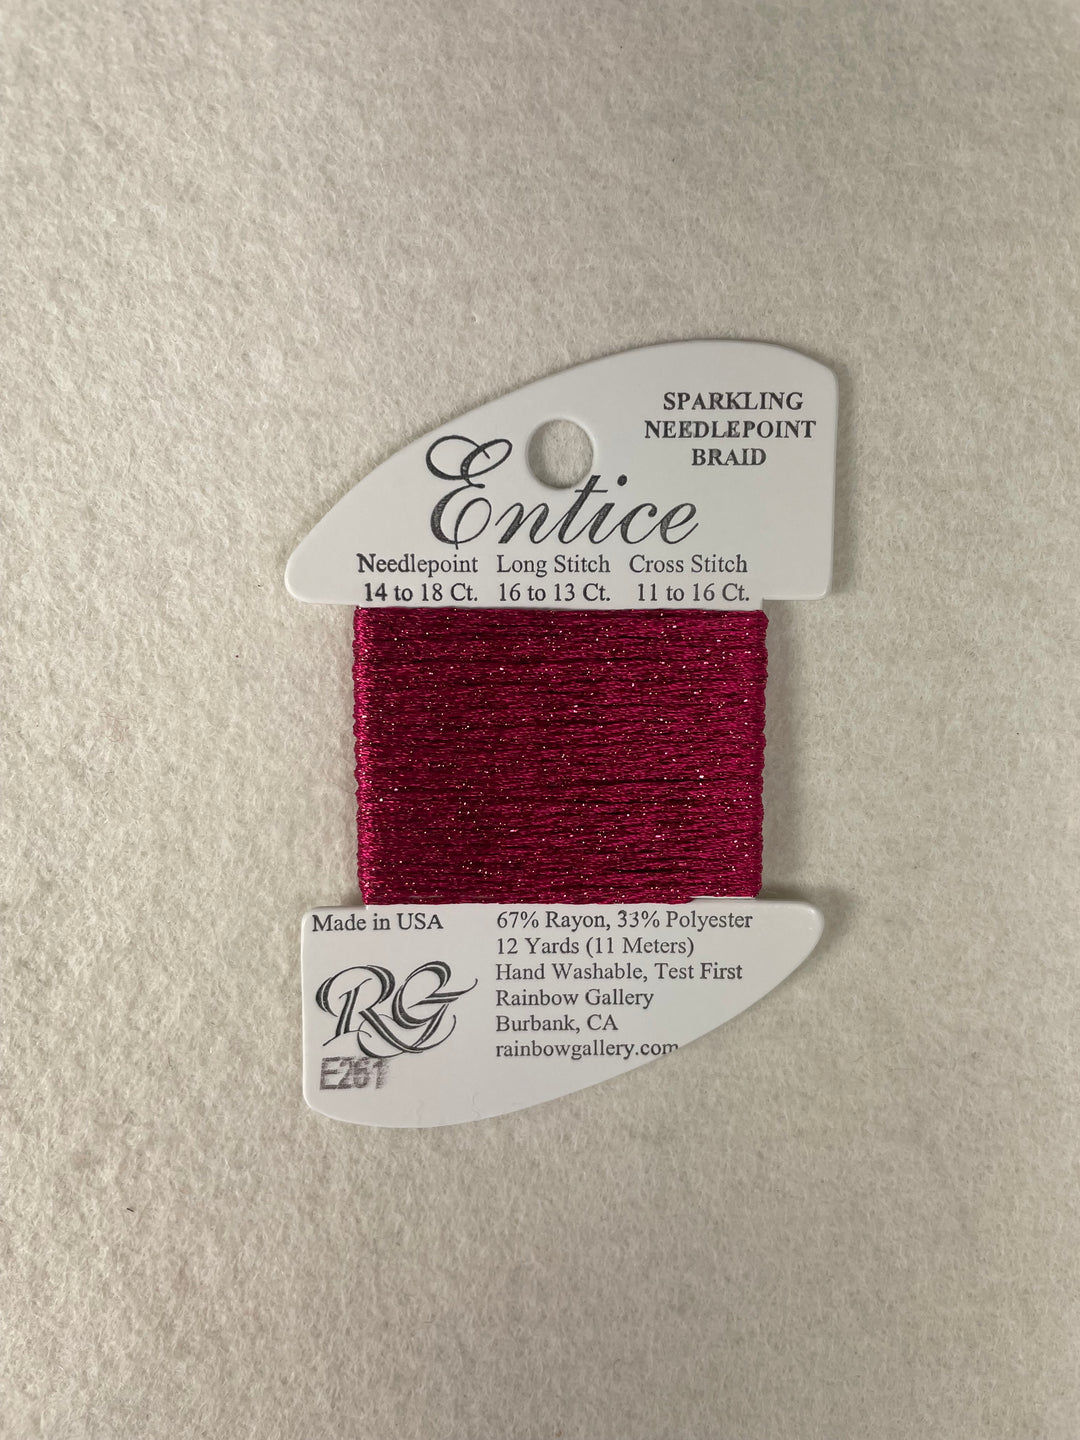 SPARKLING
NEEDLEPOINT
BRAID
Entice
Needlepoint Long Stitch Cross Stitch
14 to 18 Ct. 16 to 13 Ct. 11 to 16 Ct.
Made in USA
67% Rayon, 33% Polyester
12 Yards (11 Meters)
Hand Washable, Test First
Rainbow Gallery
Burbank, CA
rainbowgallery.com
RG
E261